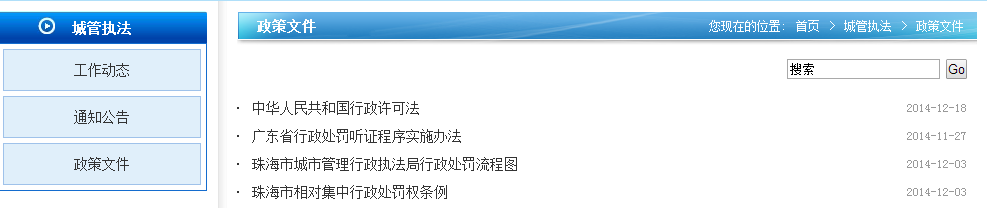 城管执法
工作动态
通知公告
政策文件
政策文件
您现在的位置： 首页 > 城管执法 > 政策文件
搜索 Go
· 中华人民共和国行政许可法 2014-12-18
· 广东省行政处罚听证程序实施办法 2014-11-27
· 珠海市城市管理行政执法局行政处罚流程图 2014-12-03
· 珠海市相对集中行政处罚权条例 2014-12-03